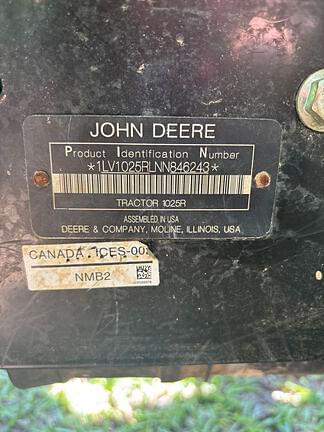 JOHN DEERE
Product Identification Number
*1LV1025RLNN846243*
TRACTOR 1025R
ASSEMBLED IN USA
DEERE & COMPANY, MOLINE, ILLINOIS, USA
CANADA ICES-002
NMB2